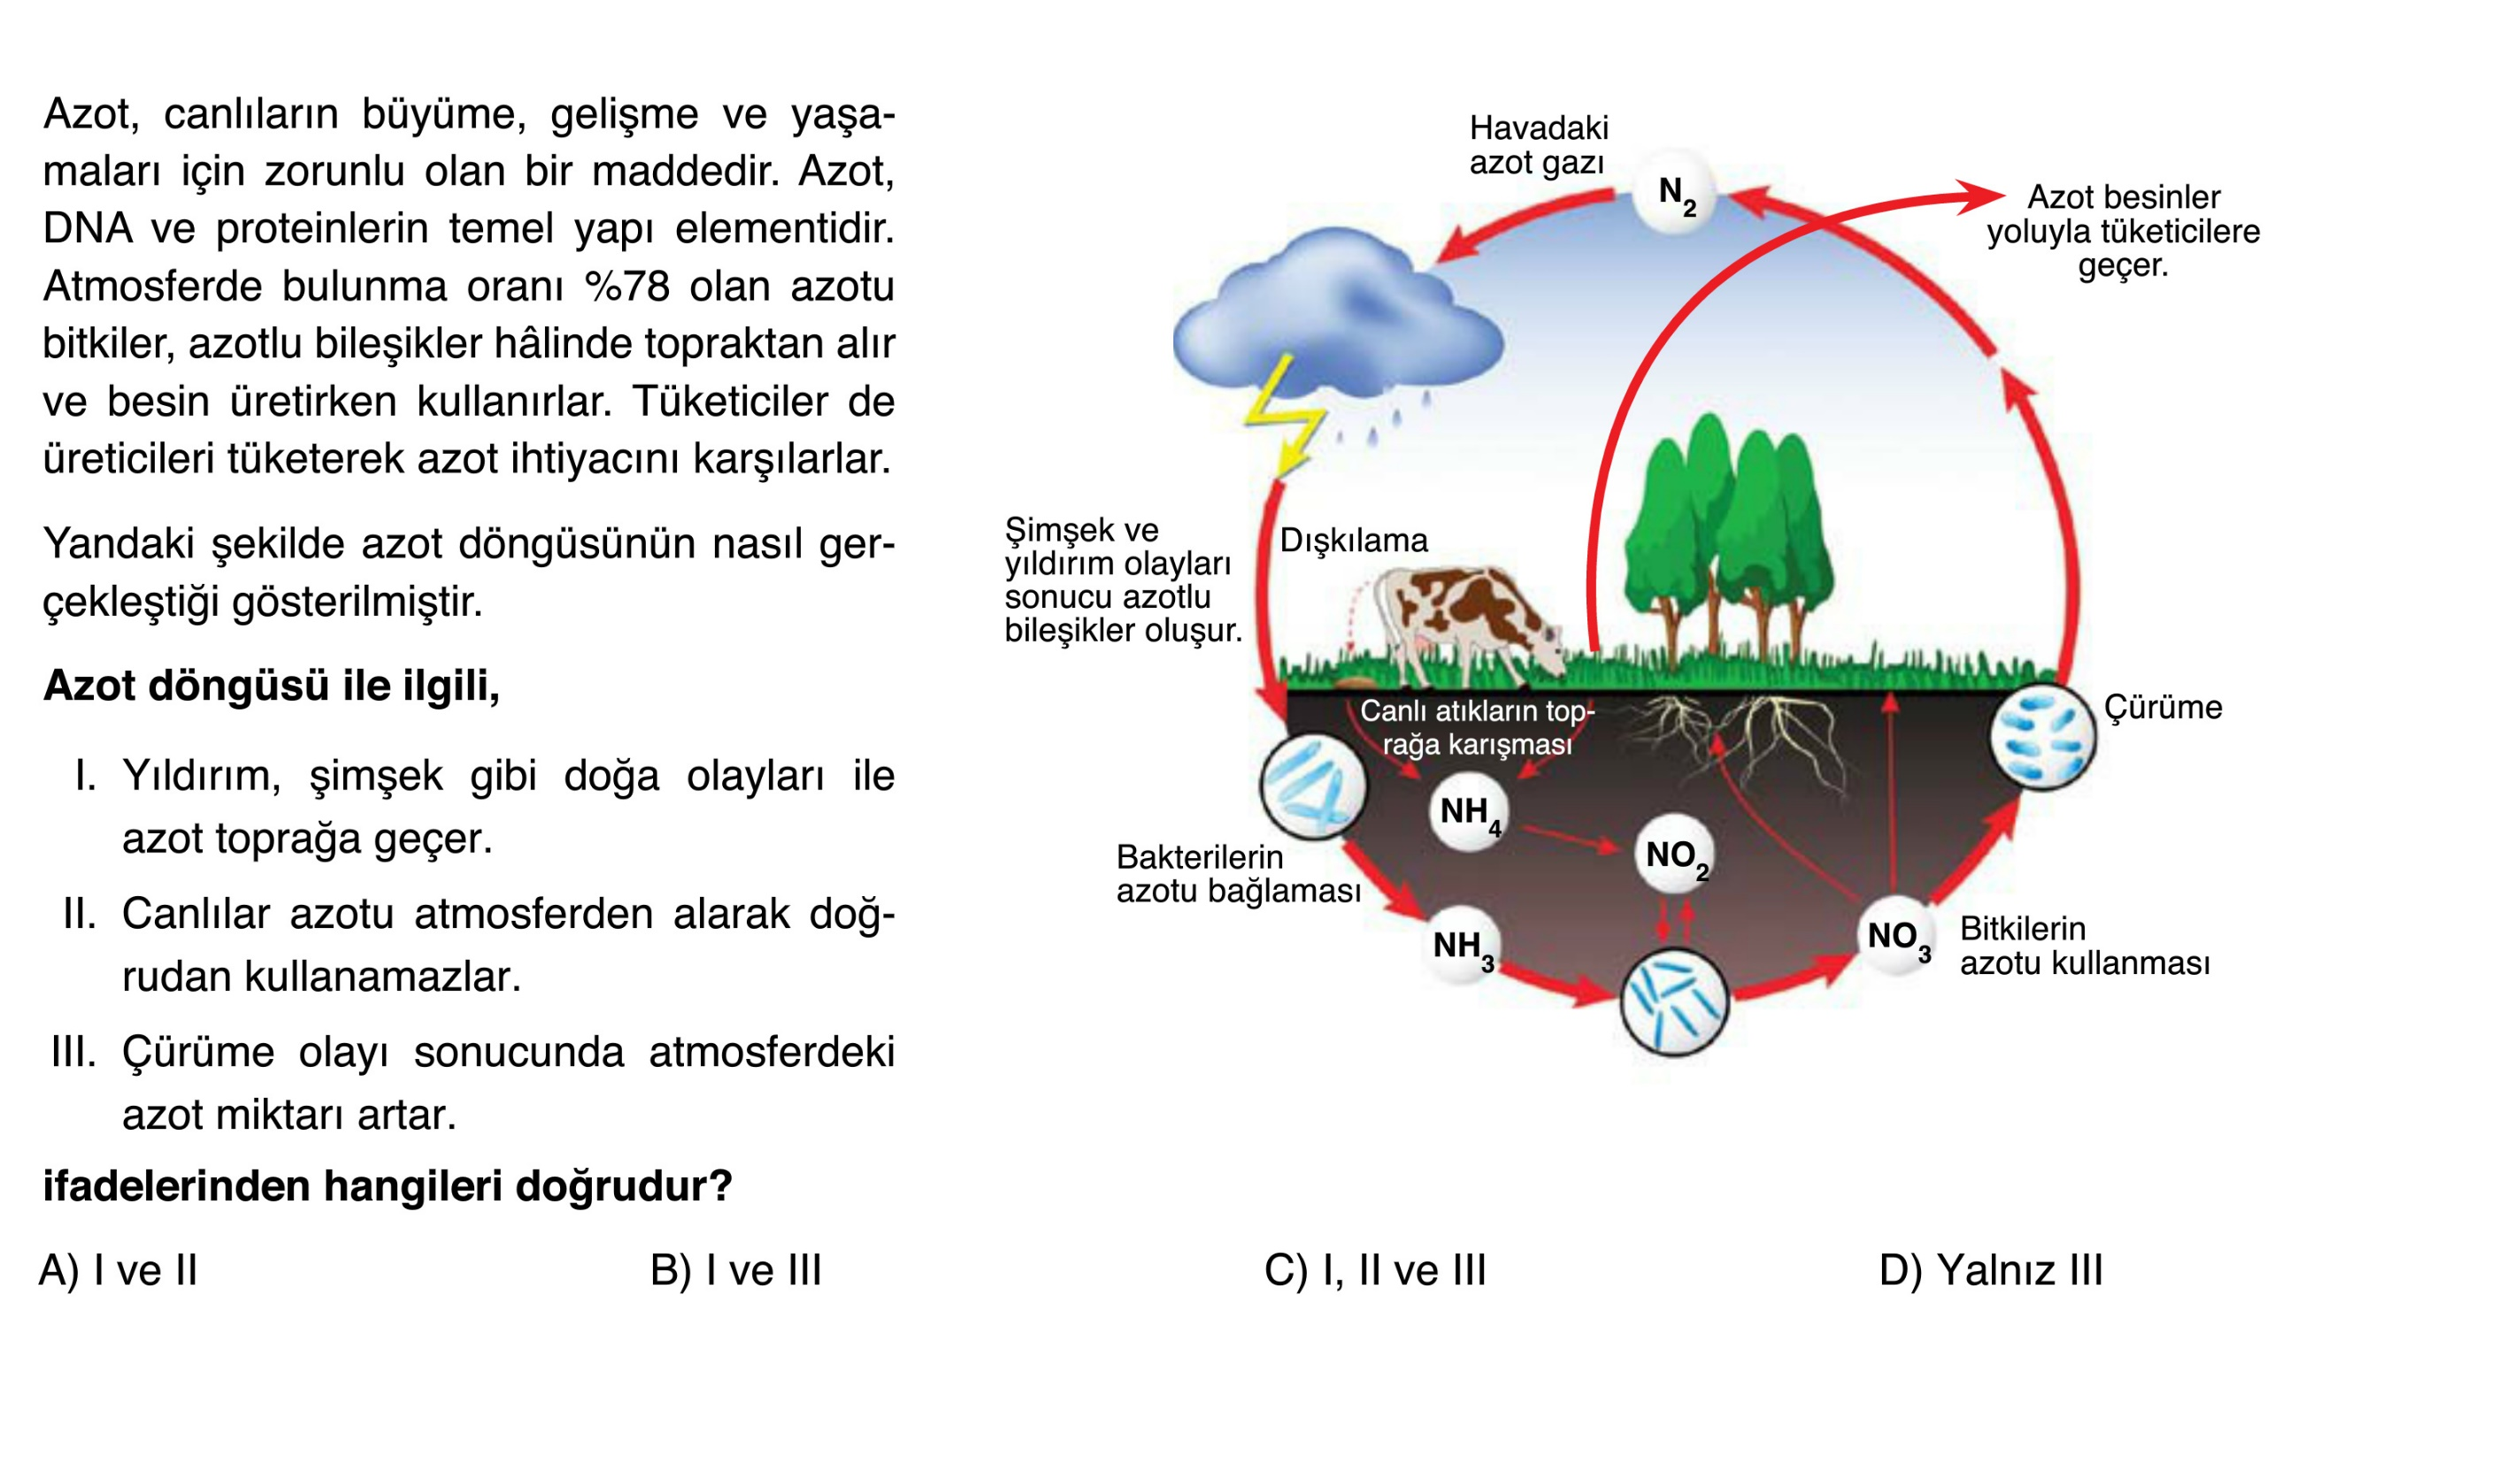 Azot, canlıların büyüme, gelişme ve yaşa-
maları için zorunlu olan bir maddedir. Azot,
DNA ve proteinlerin temel yapı elementidir.
Atmosferde bulunma oranı %78 olan azotu
bitkiler, azotlu bileşikler hâlinde topraktan alır
ve besin üretirken kullanırlar. Tüketiciler de
üreticileri tüketerek azot ihtiyacını karşılarlar.
Yandaki şekilde azot döngüsünün nasıl ger-
çekleştiği gösterilmiştir.
Azot döngüsü ile ilgili,
I. Yıldırım, şimşek gibi doğa olayları ile
azot toprağa geçer.
II. Canlılar azotu atmosferden alarak doğ-
rudan kullanamazlar.
III. Çürüme olayı sonucunda atmosferdeki
azot miktarı artar.
ifadelerinden hangileri doğrudur?
Havadaki
azot gazı
N2
Azot besinler
yoluyla tüketicilere
geçer.
Şimşek ve
yıldırım olayları
sonucu azotlu
bileşikler oluşur.
Dışkılama
Canlı atıkların top-
rağa karışması
Çürüme
NH4
NO2
Bakterilerin
azotu bağlaması
NH3
NO3
Bitkilerin
azotu kullanması
A) I ve II
B) I ve III
C) I, II ve III
D) Yalnız III